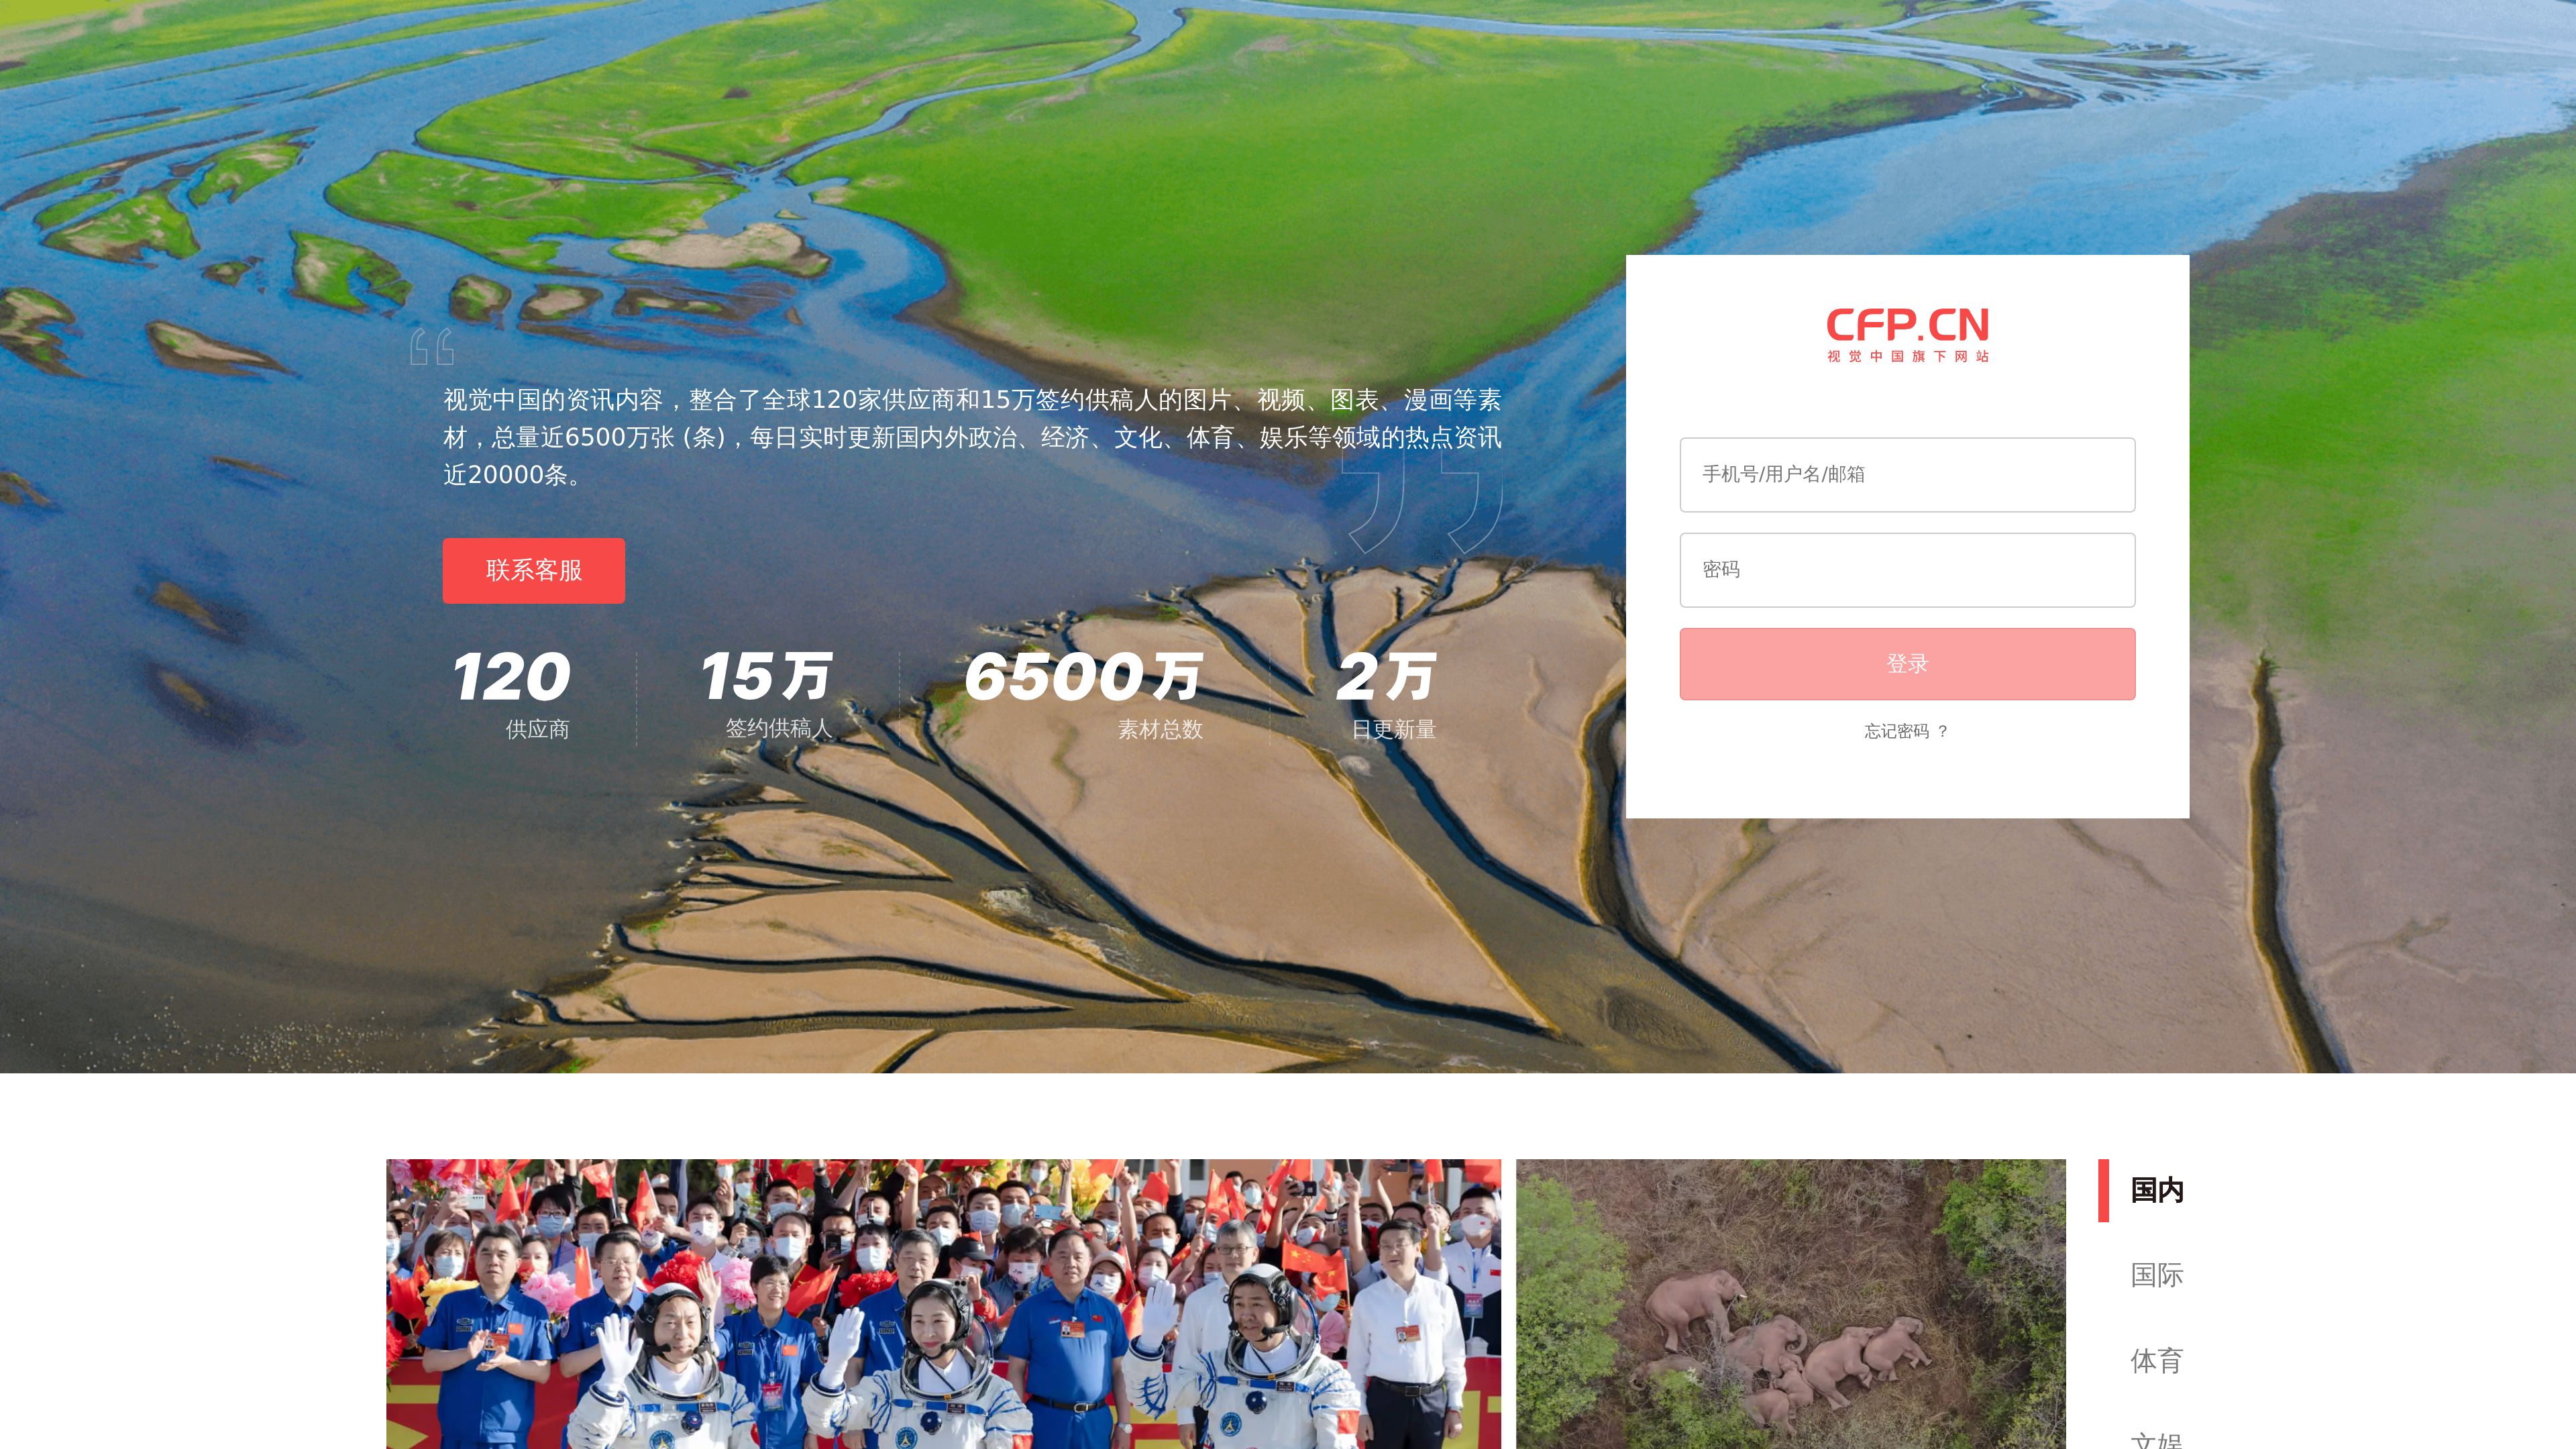 视觉中国的资讯内容，整合了全球120家供应商和15万签约供稿人的图片、视频、图表、漫画等素
材，总量近6500万张 (条)，每日实时更新国内外政治、经济、文化、体育、娱乐等领域的热点资讯
近20000条。
联系客服
120
供应商
15万
签约供稿人
6500万
素材总数
2万
日更新量
CFP.CN
视觉中国旗下网站
手机号/用户名/邮箱
密码
登录
忘记密码 ？
国内
国际
体育
文娱